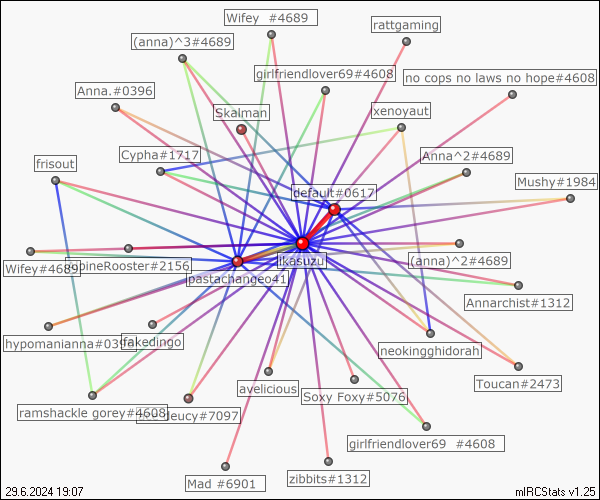 Wifey  #4689
rattgaming
(anna)^3#4689
girlfriendlover69#4608
no cops no laws no hope#4608
Anna.#0396
Skalman
xenoyaut
Cypha#1717
Anna^2#4689
frisout
Mushy#1984
default#0617
(anna)^2#4689
ikasuzu
Wifey#4689
pineRooster#2156
pastachangeo41
Annarchist#1312
hypomanianna#03
fakedingo
neokingghidorah
Toucan#2473
avelicious
Soxy Foxy#5076
ramshackle gorey#4608
deucy#7097
girlfriendlover69  #4608
Mad #6901
zibbits#1312
29.6.2024 19:07
mIRCStats v1.25